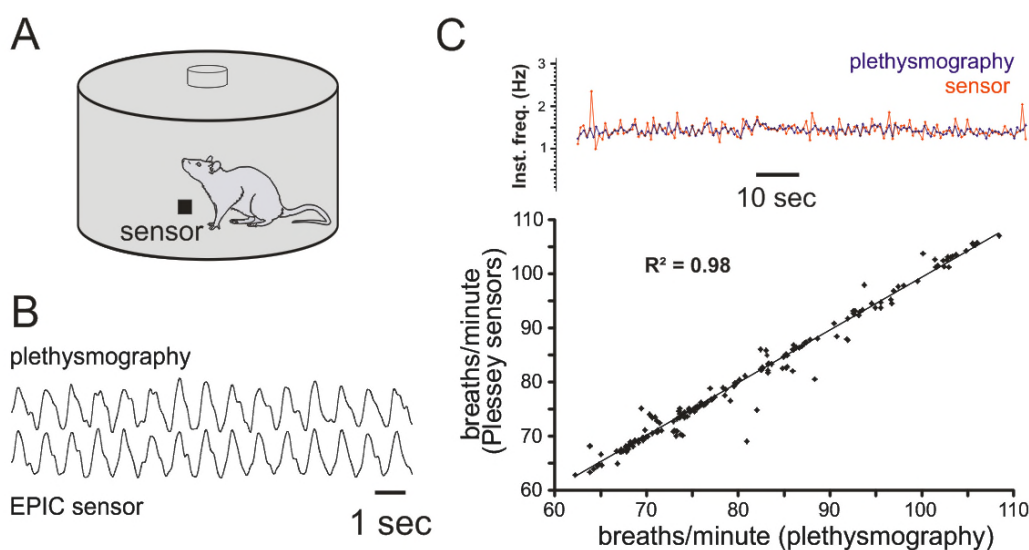 A
sensor
B
plethysmography
EPIC sensor
1 sec
C
plethysmography
sensor
Inst. freq. (Hz)
3
2
1
10 sec
breaths/minute
(Plessey sensors)
110
100
90
80
70
60
R² = 0.98
60 70 80 90 100 110
breaths/minute (plethysmography)